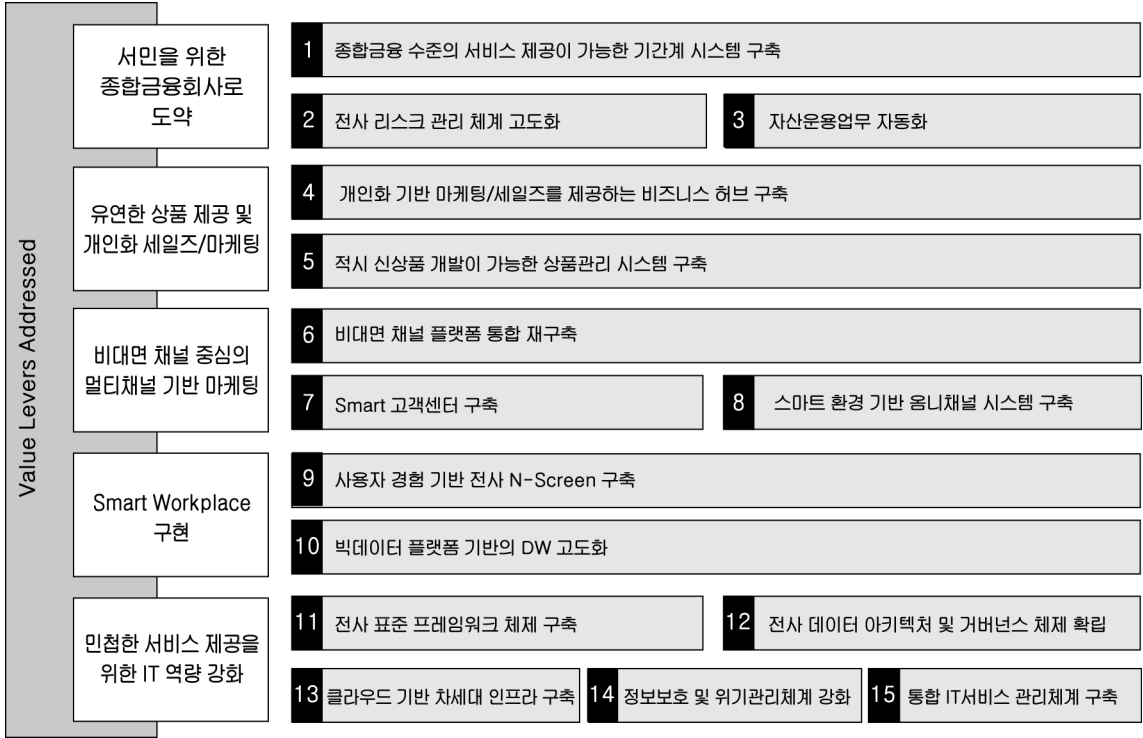 Value Levers Addressed
서민을 위한
종합금융회사로
도약
1 종합금융 수준의 서비스 제공이 가능한 기간계 시스템 구축
2 전사 리스크 관리 체계 고도화
3 자산운용업무 자동화
유연한 상품 제공 및
개인화 세일즈/마케팅
4 개인화 기반 마케팅/세일즈를 제공하는 비즈니스 허브 구축
5 적시 신상품 개발이 가능한 상품관리 시스템 구축
비대면 채널 중심의
멀티채널 기반 마케팅
6 비대면 채널 플랫폼 통합 재구축
7 Smart 고객센터 구축
8 스마트 환경 기반 옴니채널 시스템 구축
Smart Workplace
구현
9 사용자 경험 기반 전사 N-Screen 구축
10 빅데이터 플랫폼 기반의 DW 고도화
민첩한 서비스 제공을
위한 IT 역량 강화
11 전사 표준 프레임워크 체제 구축
12 전사 데이터 아키텍처 및 거버넌스 체제 확립
13 클라우드 기반 차세대 인프라 구축
14 정보보호 및 위기관리체계 강화
15 통합 IT서비스 관리체계 구축